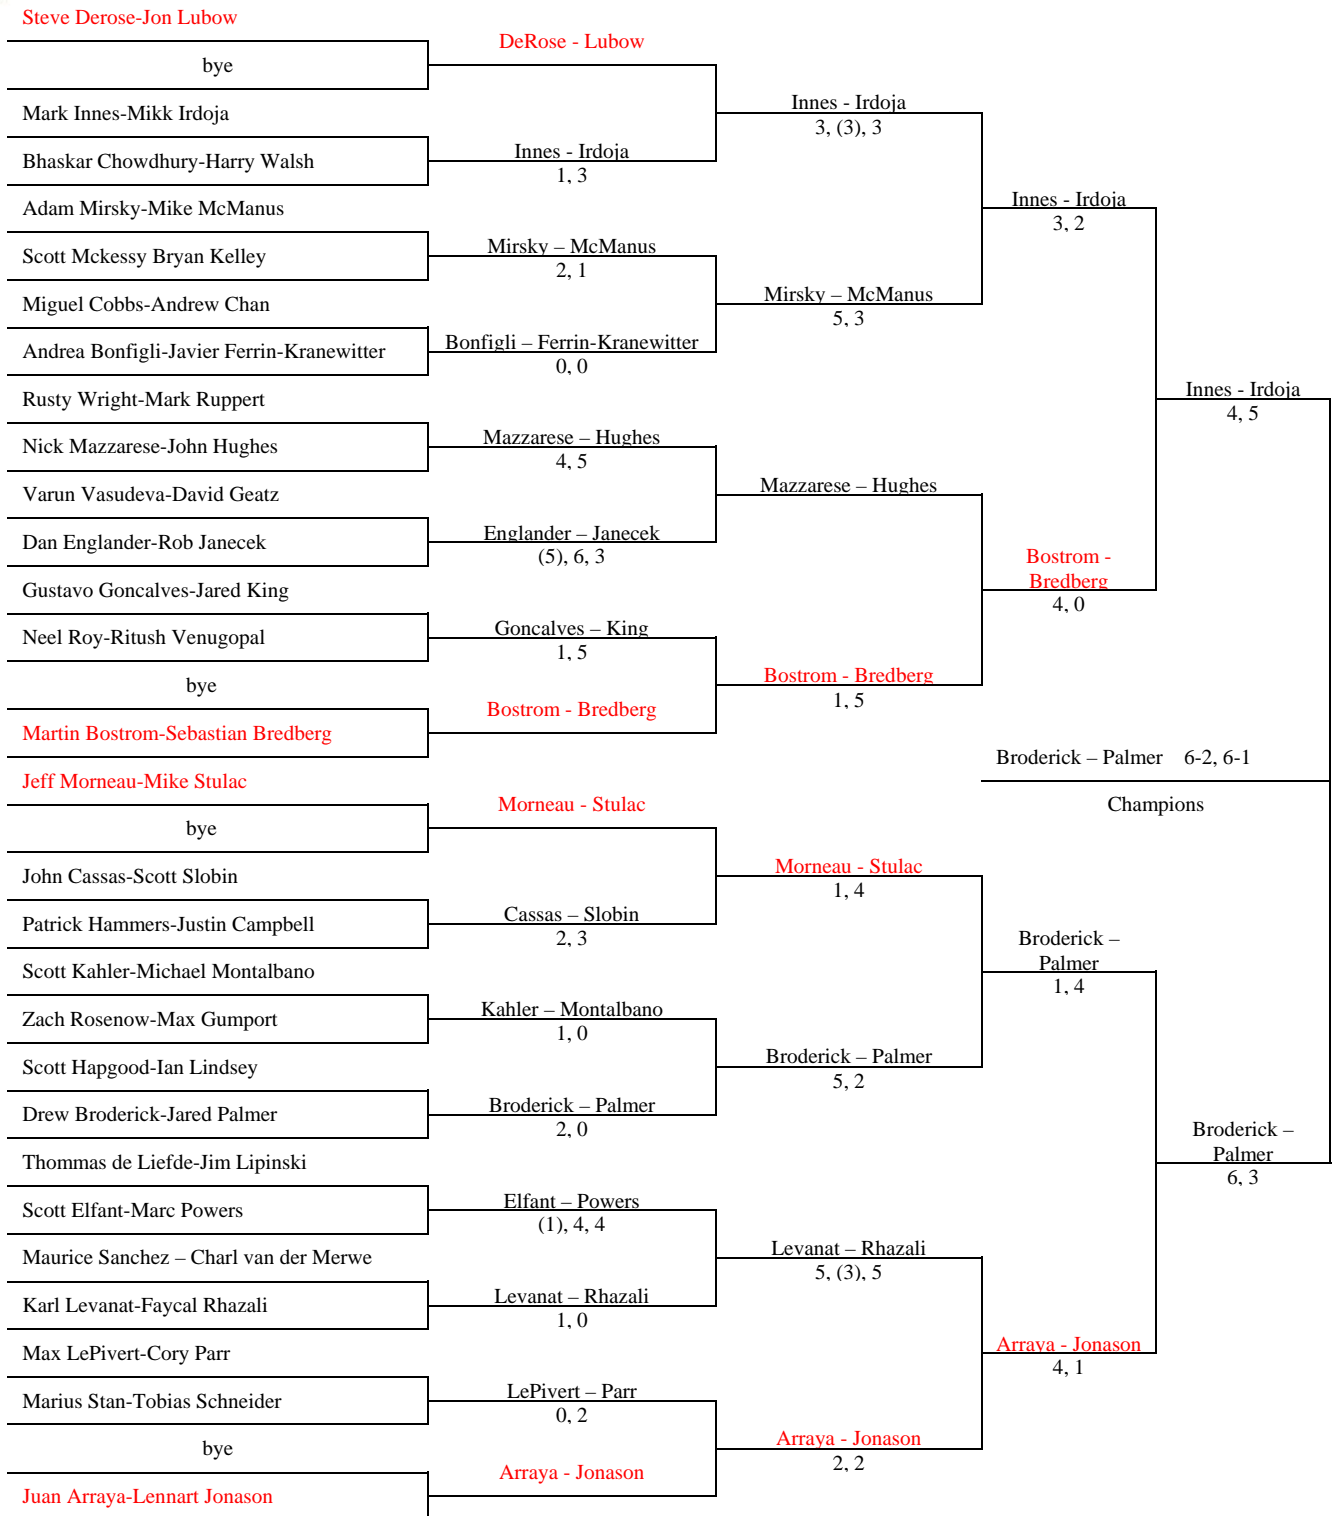 Steve Derose-Jon Lubow
bye
Mark Innes-Mikk Irdoja
Bhaskar Chowdhury-Harry Walsh
Adam Mirsky-Mike McManus
Scott Mckessy Bryan Kelley
Miguel Cobbs-Andrew Chan
Andrea Bonfigli-Javier Ferrin-Kranewitter
Rusty Wright-Mark Ruppert
Nick Mazzarese-John Hughes
Varun Vasudeva-David Geatz
Dan Englander-Rob Janecek
Gustavo Goncalves-Jared King
Neel Roy-Ritush Venugopal
bye
Martin Bostrom-Sebastian Bredberg
Jeff Morneau-Mike Stulac
bye
John Cassas-Scott Slobin
Patrick Hammers-Justin Campbell
Scott Kahler-Michael Montalbano
Zach Rosenow-Max Gumport
Scott Hapgood-Ian Lindsey
Drew Broderick-Jared Palmer
Thommas de Liefde-Jim Lipinski
Scott Elfant-Marc Powers
Maurice Sanchez – Charl van der Merwe
Karl Levanat-Faycal Rhazali
Max LePivert-Cory Parr
Marius Stan-Tobias Schneider
bye
Juan Arraya-Lennart Jonason
DeRose - Lubow
Innes - Irdoja
1, 3
Mirsky – McManus
2, 1
Bonfigli – Ferrin-Kranewitter
0, 0
Mazzarese – Hughes
4, 5
Englander – Janecek
(5), 6, 3
Goncalves – King
1, 5
Bostrom - Bredberg
Morneau - Stulac
Cassas – Slobin
2, 3
Kahler – Montalbano
1, 0
Broderick – Palmer
2, 0
Elfant – Powers
(1), 4, 4
Levanat – Rhazali
1, 0
LePivert – Parr
0, 2
Arraya - Jonason
Innes - Irdoja
3, (3), 3
Mirsky – McManus
5, 3
Mazzarese – Hughes
Bostrom - Bredberg
1, 5
Morneau - Stulac
1, 4
Broderick – Palmer
5, 2
Levanat – Rhazali
5, (3), 5
Arraya - Jonason
2, 2
Innes - Irdoja
3, 2
Bostrom -
Bredberg
4, 0
Broderick –
Palmer
1, 4
Arraya - Jonason
4, 1
Innes - Irdoja
4, 5
Broderick –
Palmer
6, 3
Broderick – Palmer 6-2, 6-1
Champions